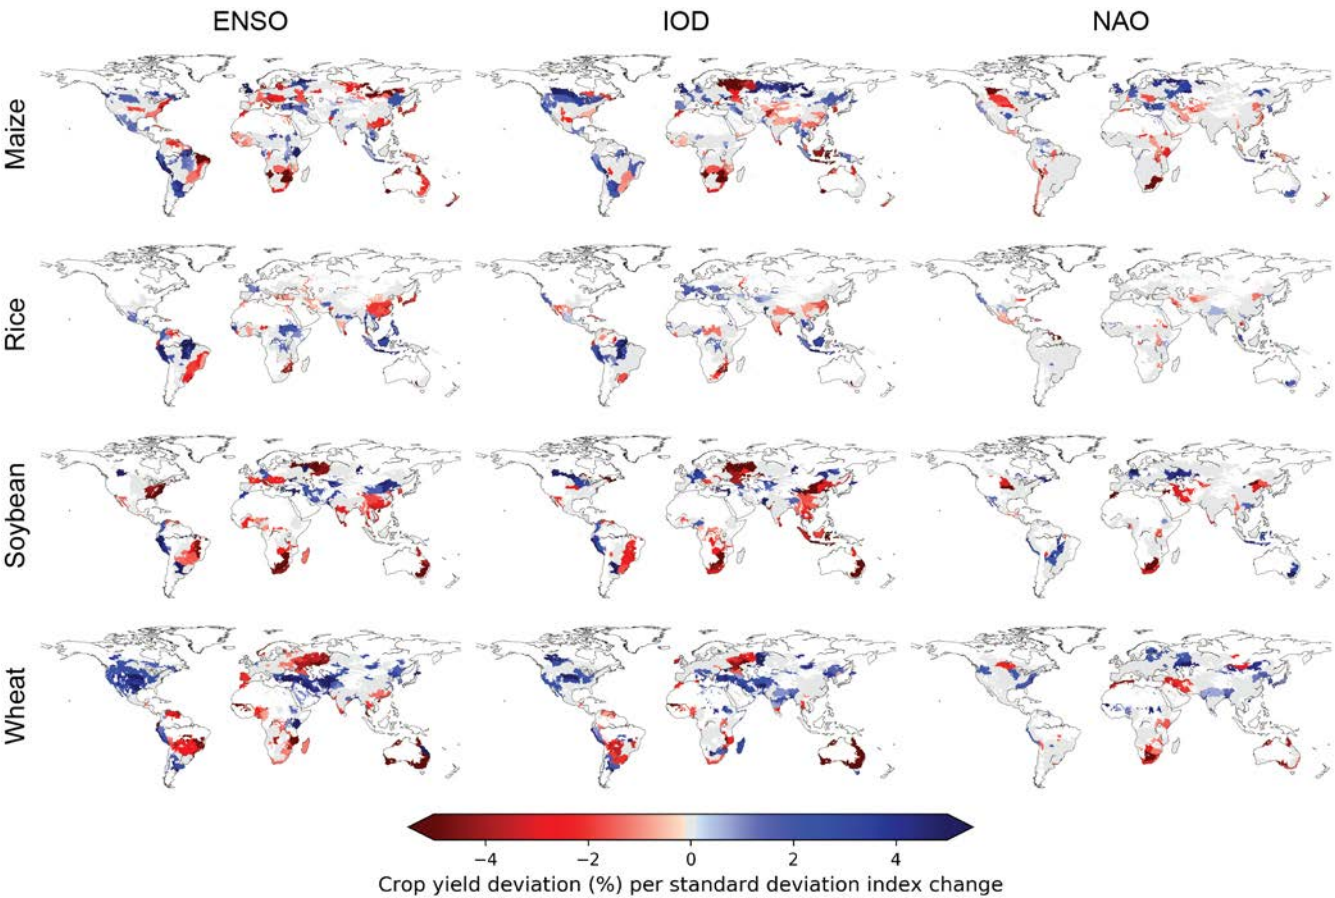 ENSO IOD NAO
Maize
Rice
Soybean
Wheat
−4 −2 0 2 4
Crop yield deviation (%) per standard deviation index change